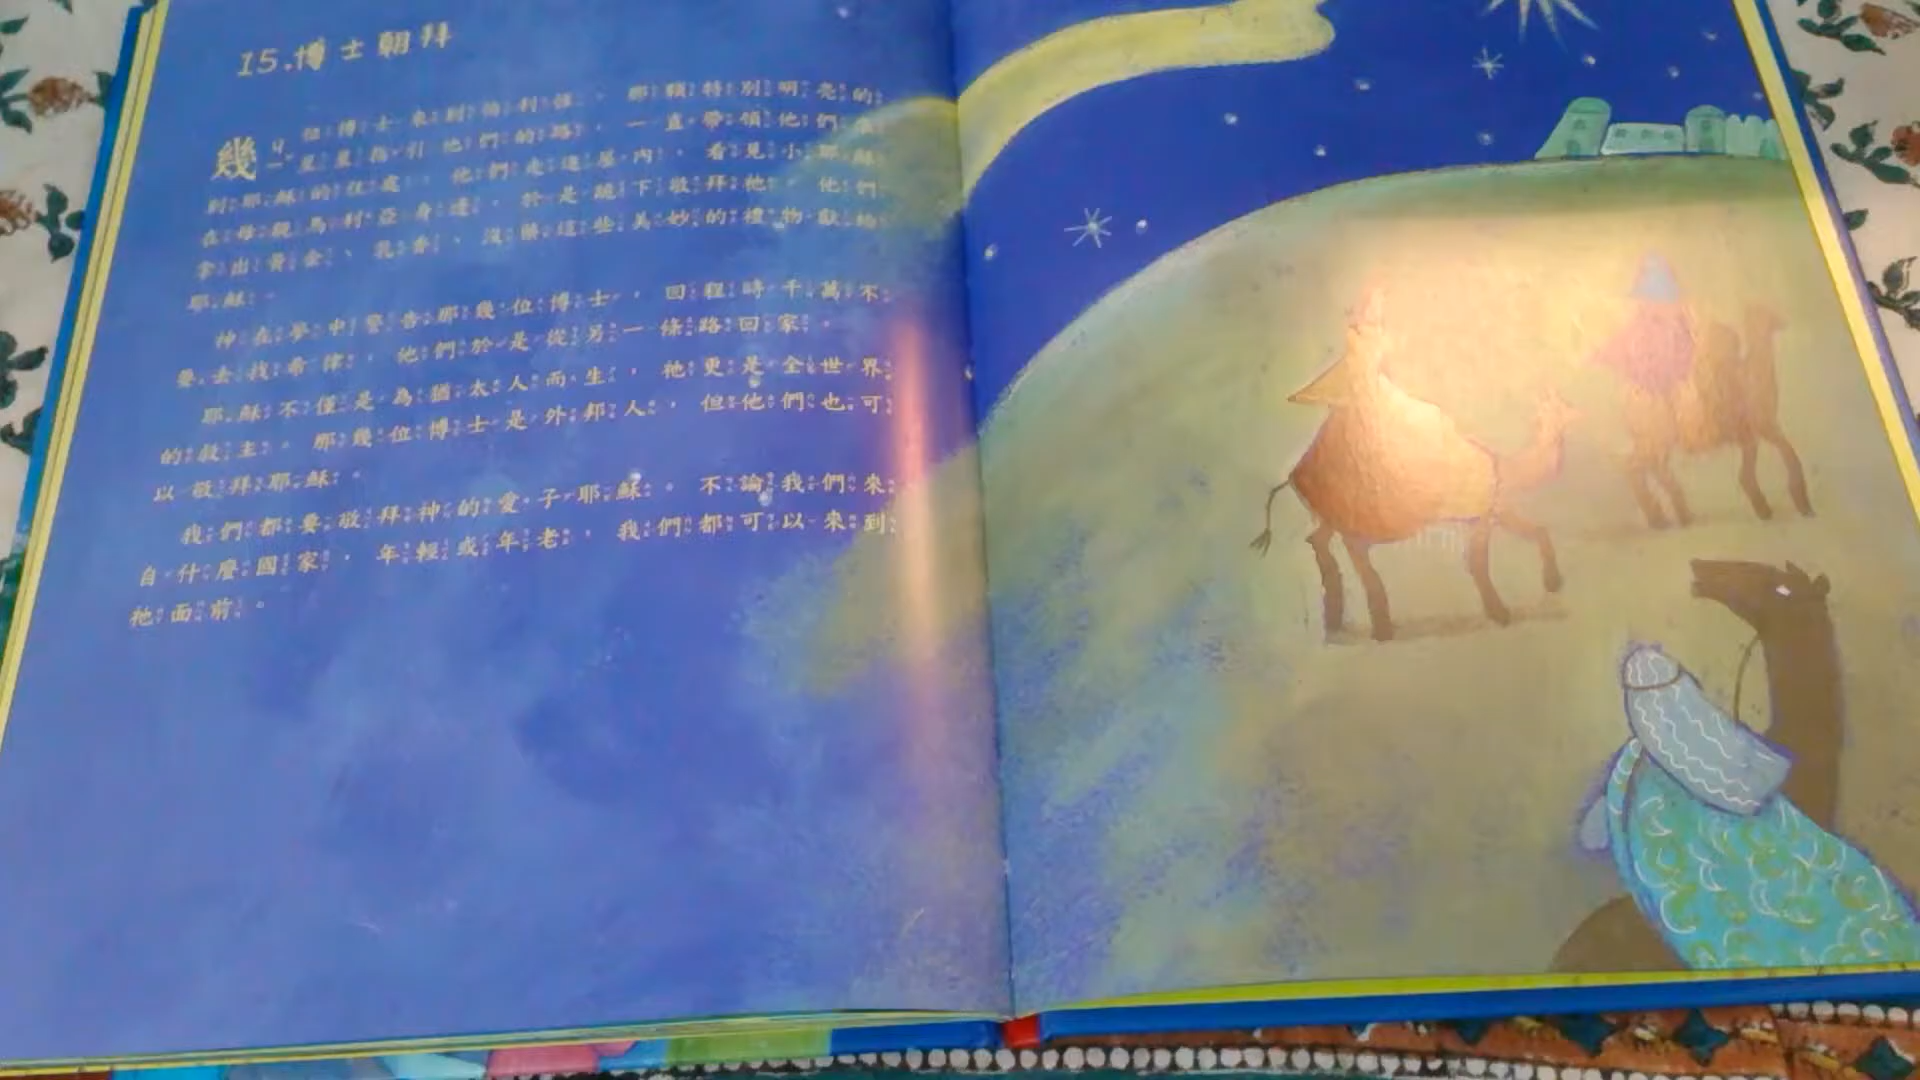 15.博士朝拜
幾個博士來到伯利恆,那顆特別明亮的
星星指引他們的路,一直帶領他們來
到耶穌的住處。他們走進屋內,看見小耶穌
在母親馬利亞身邊,於是跪下敬拜祂。他們
拿出黃金、乳香、沒藥這些美妙的禮物獻給
耶穌。
神在夢中警告那幾位博士,回程時千萬不
要去找希律,他們於是從另一條路回家。
耶穌不僅是為猶太人而生,祂更是全世界
的救主。那幾位博士是外邦人,但他們也可
以敬拜耶穌。
我們都要敬拜神的愛子耶穌。不論我們來
自什麼國家,年輕或年老,我們都可以來到
祂面前。